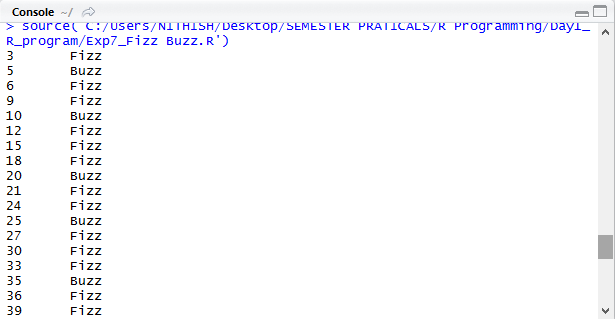 Console ~/
> source('C:/Users/NITHISH/Desktop/SEMESTER PRATICALS/R Programming/Day1_
R_program/Exp7_Fizz Buzz.R')
3 Fizz
5 Buzz
6 Fizz
9 Fizz
10 Buzz
12 Fizz
15 Fizz
18 Fizz
20 Buzz
21 Fizz
24 Fizz
25 Buzz
27 Fizz
30 Fizz
33 Fizz
35 Buzz
36 Fizz
39 Fizz